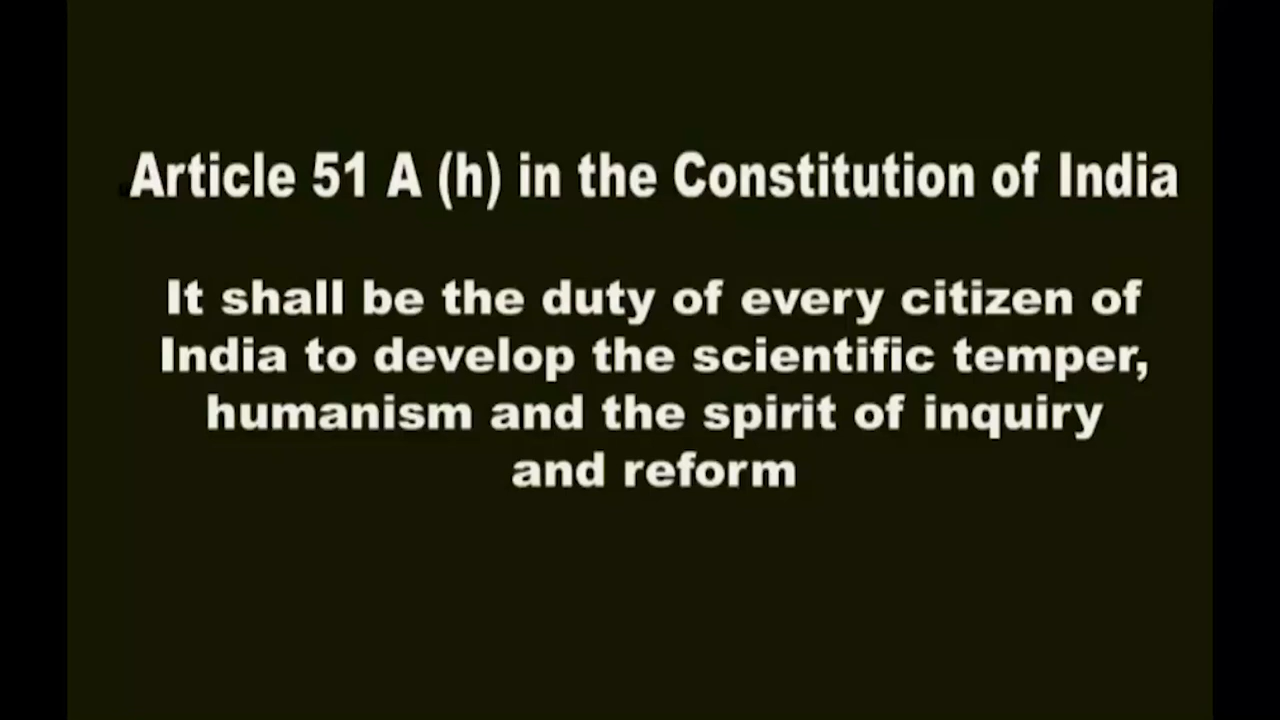 Article 51 A (h) in the Constitution of India
It shall be the duty of every citizen of
India to develop the scientific temper,
humanism and the spirit of inquiry
and reform